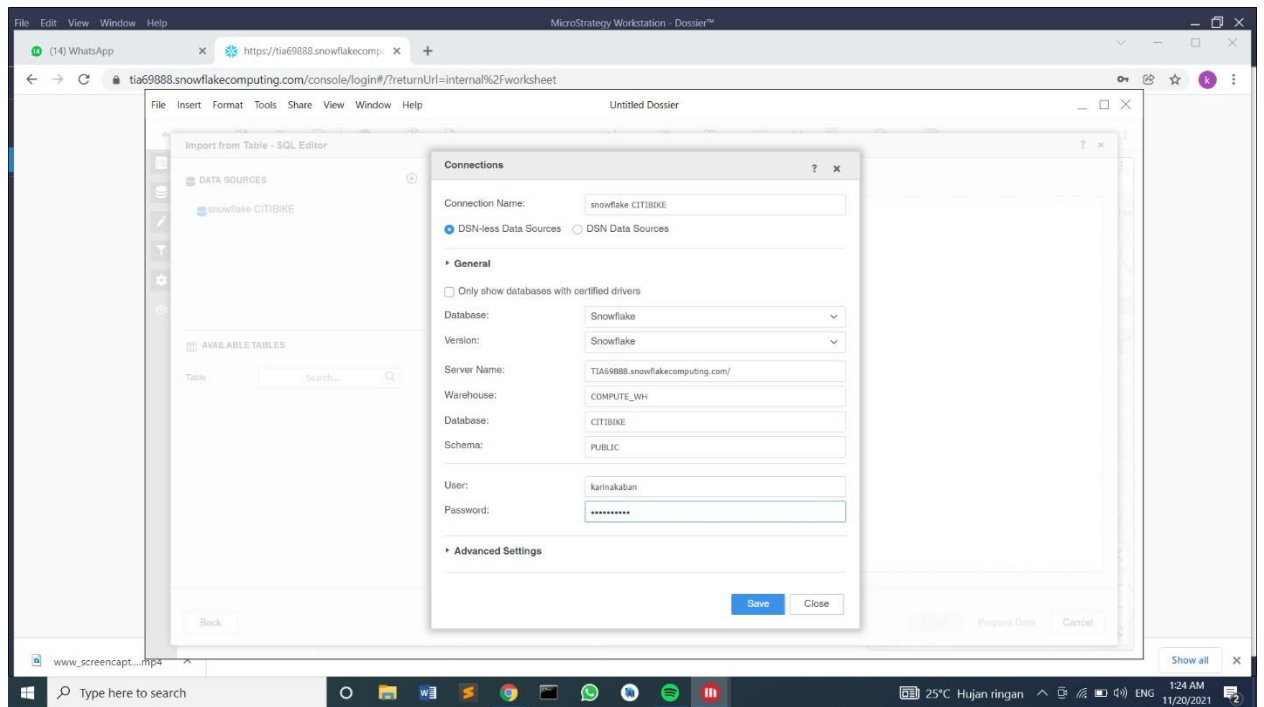 File Edit View Window Help MicroStrategy Workstation - Dossier™
(14) WhatsApp https://tia69888.snowflakecomp
tia69888.snowflakecomputing.com/console/login#/?returnUrl=internal%2Fworksheet k
File Insert Format Tools Share View Window Help Untitled Dossier
Import from Table - SQL Editor ? ×
Connections ? ×
DATA SOURCES
snowflake CITIBIKE
Connection Name: snowflake CITIBIKE
DSN-less Data Sources DSN Data Sources
General
Only show databases with certified drivers
Database: Snowflake
Version: Snowflake
AVAILABLE TABLES
Table Search...
Server Name: TIA69888.snowflakecomputing.com/
Warehouse: COMPUTE_WH
Database: CITIBIKE
Schema: PUBLIC
User: karinakaban
Password: ••••••••••
Advanced Settings
Save Close
Back Prepare Data Cancel
www_screencapt....mp4 Show all
Type here to search 25°C Hujan ringan ENG 1:24 AM
11/20/2021 2